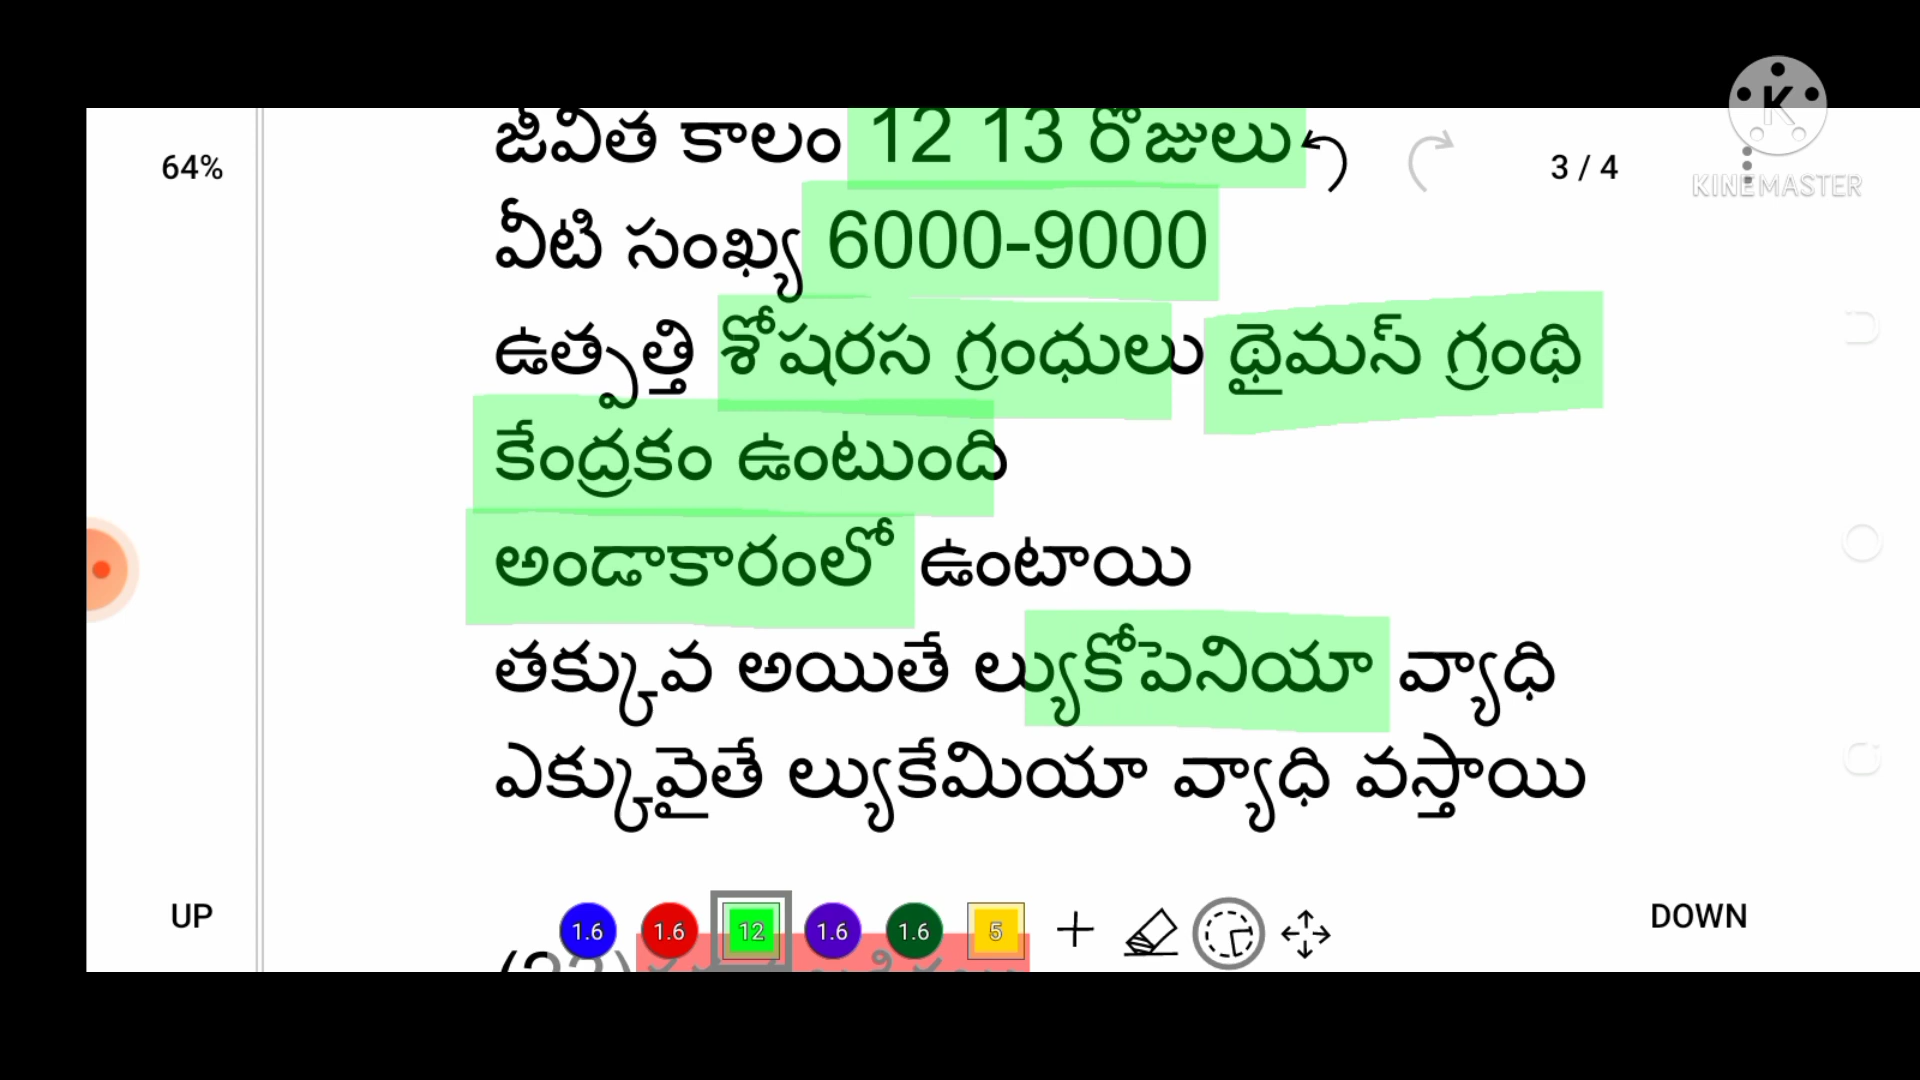 జీవిత కాలం 12 13 రోజులు
64%
3 / 4
KINEMASTER
వీటి సంఖ్య 6000-9000
ఉత్పత్తి శోషరస గ్రంధులు థైమస్ గ్రంథి
కేంద్రకం ఉంటుంది
అండాకారంలో ఉంటాయి
తక్కువ అయితే ల్యుకోపెనియా వ్యాధి
ఎక్కువైతే ల్యుకేమియా వ్యాధి వస్తాయి
UP
1.6 1.6 12 1.6 1.6 5
DOWN